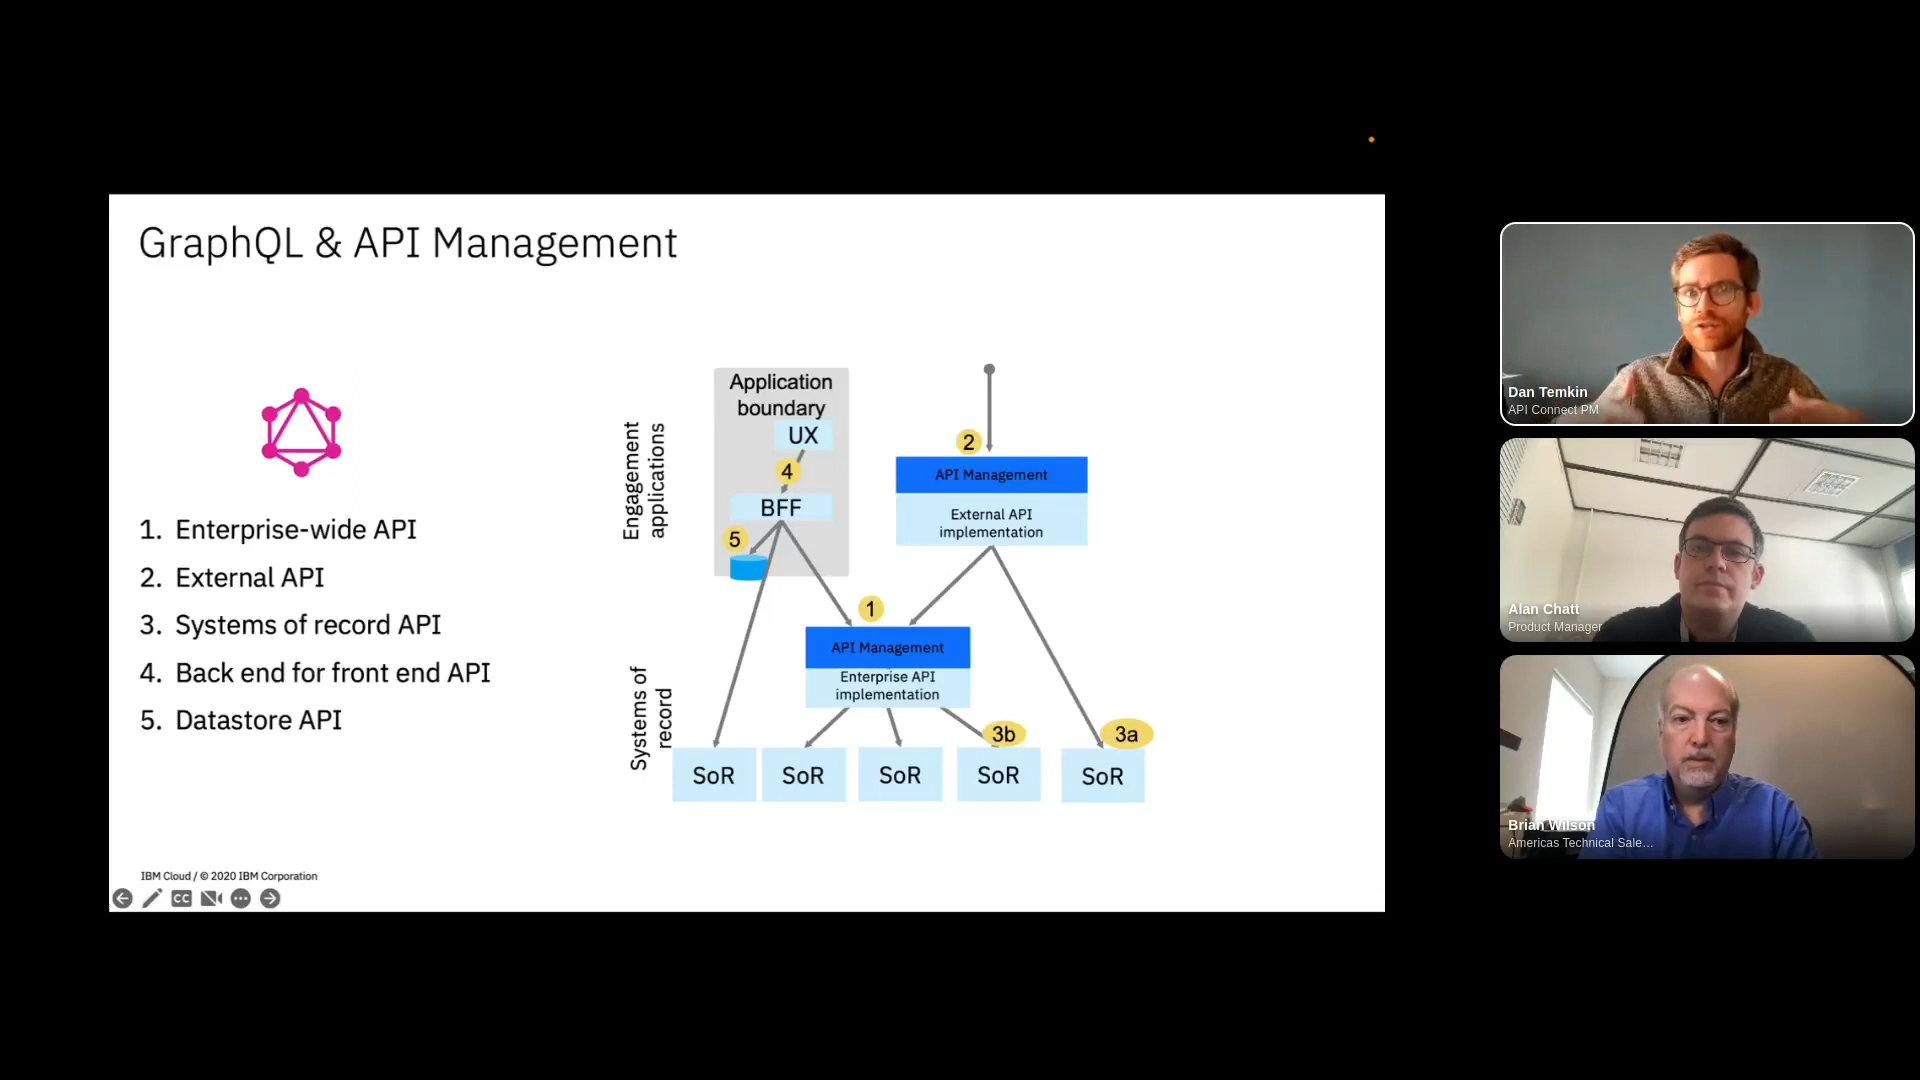 GraphQL & API Management
1. Enterprise-wide API
2. External API
3. Systems of record API
4. Back end for front end API
5. Datastore API
Engagement
applications
Systems of
record
Application
boundary
UX
4
BFF
5
2
API Management
External API
implementation
1
API Management
Enterprise API
implementation
3b
3a
SoR
SoR
SoR
SoR
SoR
IBM Cloud / © 2020 IBM Corporation
CC
Dan Temkin
API Connect PM
Alan Chatt
Product Manager
Brian Wilson
Americas Technical Sale...